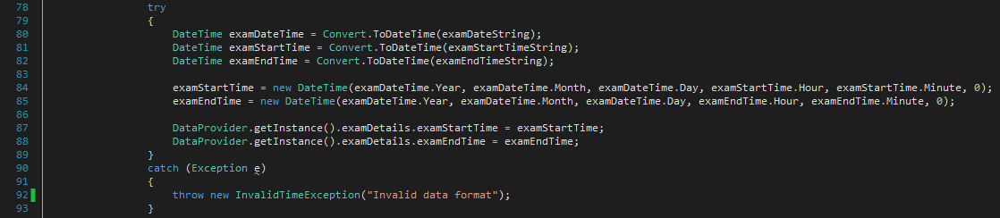 78 try
79 {
80 DateTime examDateTime = Convert.ToDateTime(examDateString);
81 DateTime examStartTime = Convert.ToDateTime(examStartTimeString);
82 DateTime examEndTime = Convert.ToDateTime(examEndTimeString);
83
84 examStartTime = new DateTime(examDateTime.Year, examDateTime.Month, examDateTime.Day, examStartTime.Hour, examStartTime.Minute, 0);
85 examEndTime = new DateTime(examDateTime.Year, examDateTime.Month, examDateTime.Day, examEndTime.Hour, examEndTime.Minute, 0);
86
87 DataProvider.getInstance().examDetails.examStartTime = examStartTime;
88 DataProvider.getInstance().examDetails.examEndTime = examEndTime;
89 }
90 catch (Exception e)
91 {
92 throw new InvalidTimeException("Invalid data format");
93 }